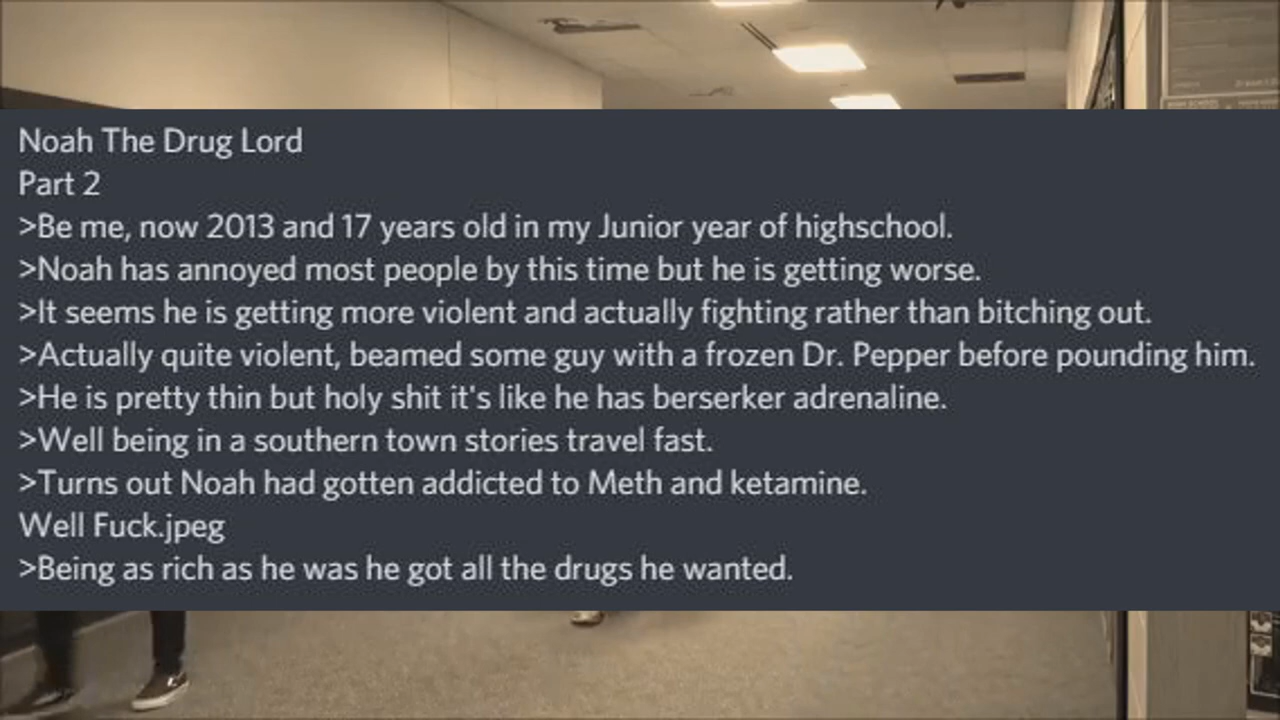 Noah The Drug Lord
Part 2
>Be me, now 2013 and 17 years old in my Junior year of highschool.
>Noah has annoyed most people by this time but he is getting worse.
>It seems he is getting more violent and actually fighting rather than bitching out.
>Actually quite violent, beamed some guy with a frozen Dr. Pepper before pounding him.
>He is pretty thin but holy shit it's like he has berserker adrenaline.
>Well being in a southern town stories travel fast.
>Turns out Noah had gotten addicted to Meth and ketamine.
Well Fuck.jpeg
>Being as rich as he was he got all the drugs he wanted.